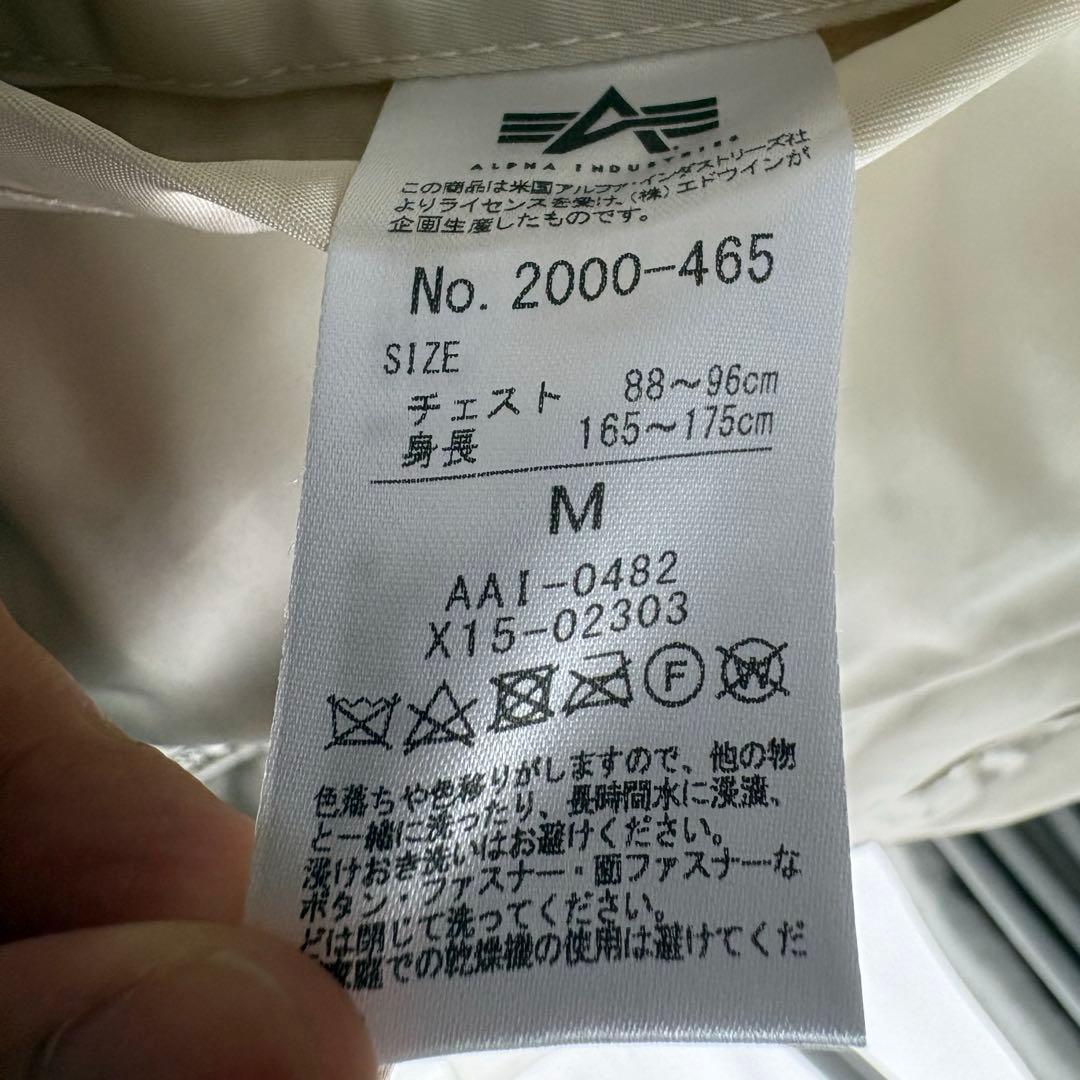 ALPHA INDUSTRIES
この商品は米国アルファ・インダストリーズ社
よりライセンスを受け、(株)エドウインが
企画生産したものです。
No. 2000-465
SIZE
チェスト 88~96cm
身長 165~175cm
M
AAI-0482
X15-02303
F W
色落ちや色移りがしますので、他の物
と一緒に洗ったり、長時間水に浸漬、
漬けおき洗いはお避けください。
ボタン・ファスナー・面ファスナーな
どは閉じて洗ってください。
での乾燥機の使用は避けてくだ